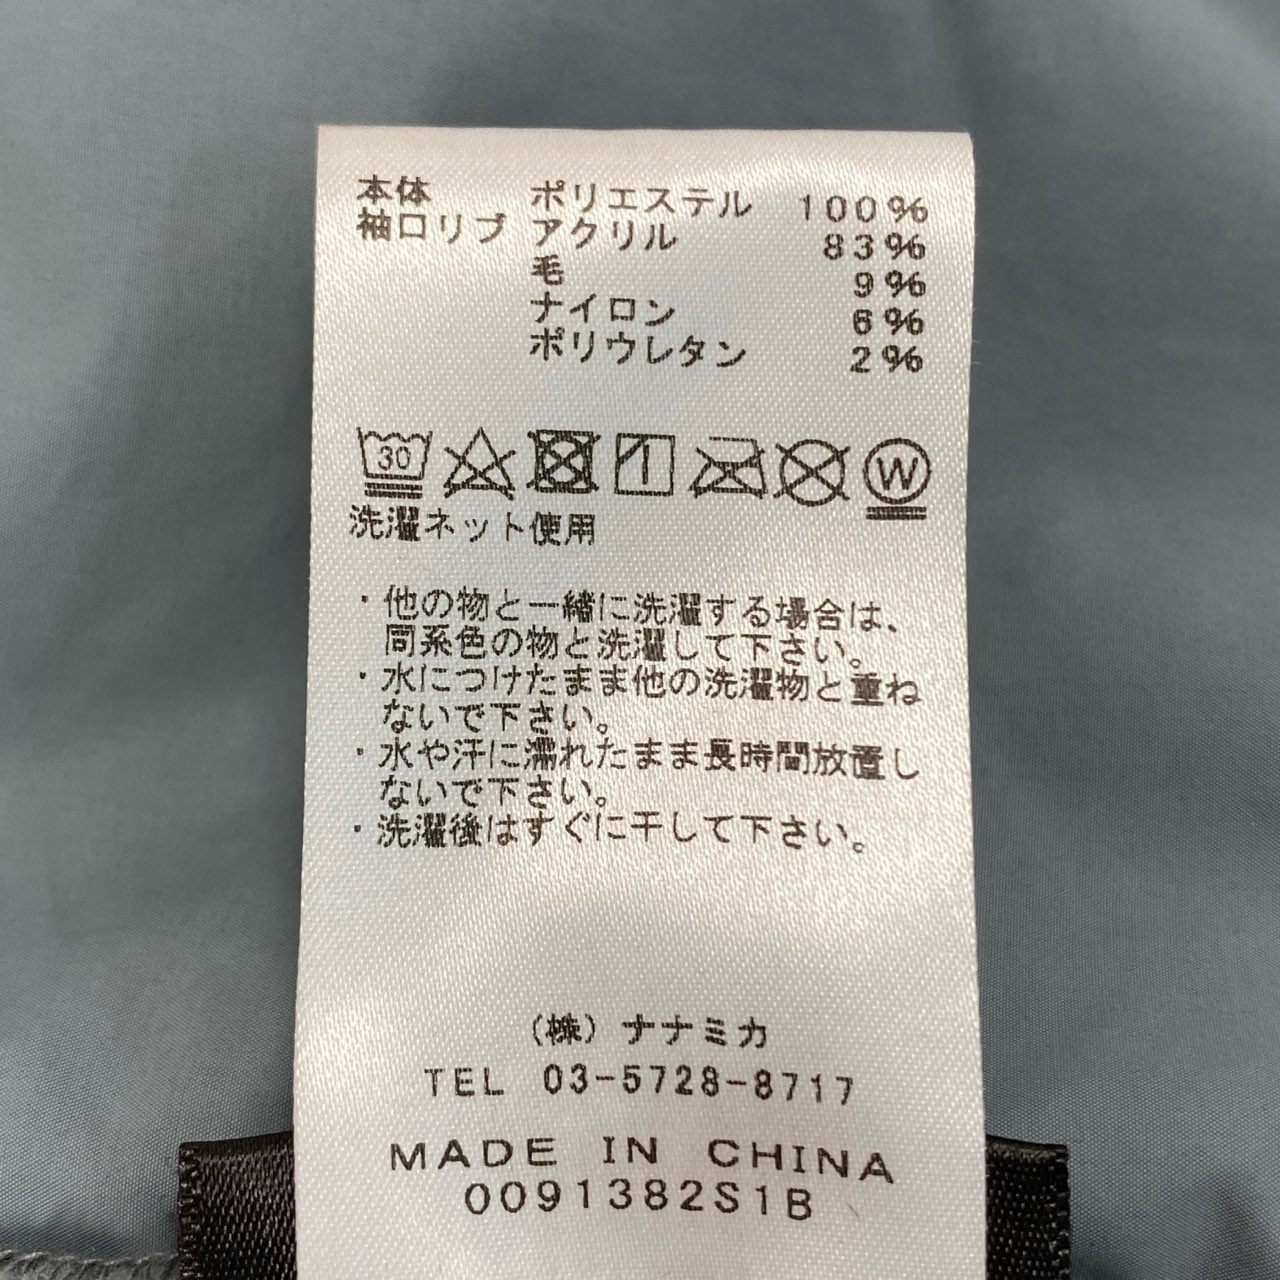 本体 ポリエステル 100%
袖口リブ アクリル 83%
毛 9%
ナイロン 6%
ポリウレタン 2%
30 W
洗濯ネット使用
・他の物と一緒に洗濯する場合は、
同系色の物と洗濯して下さい。
・水につけたまま他の洗濯物と重ね
ないで下さい。
・水や汗に濡れたまま長時間放置し
ないで下さい。
・洗濯後はすぐに干して下さい。
(株)ナナミカ
TEL 03-5728-8717
MADE IN CHINA
0091382S1B